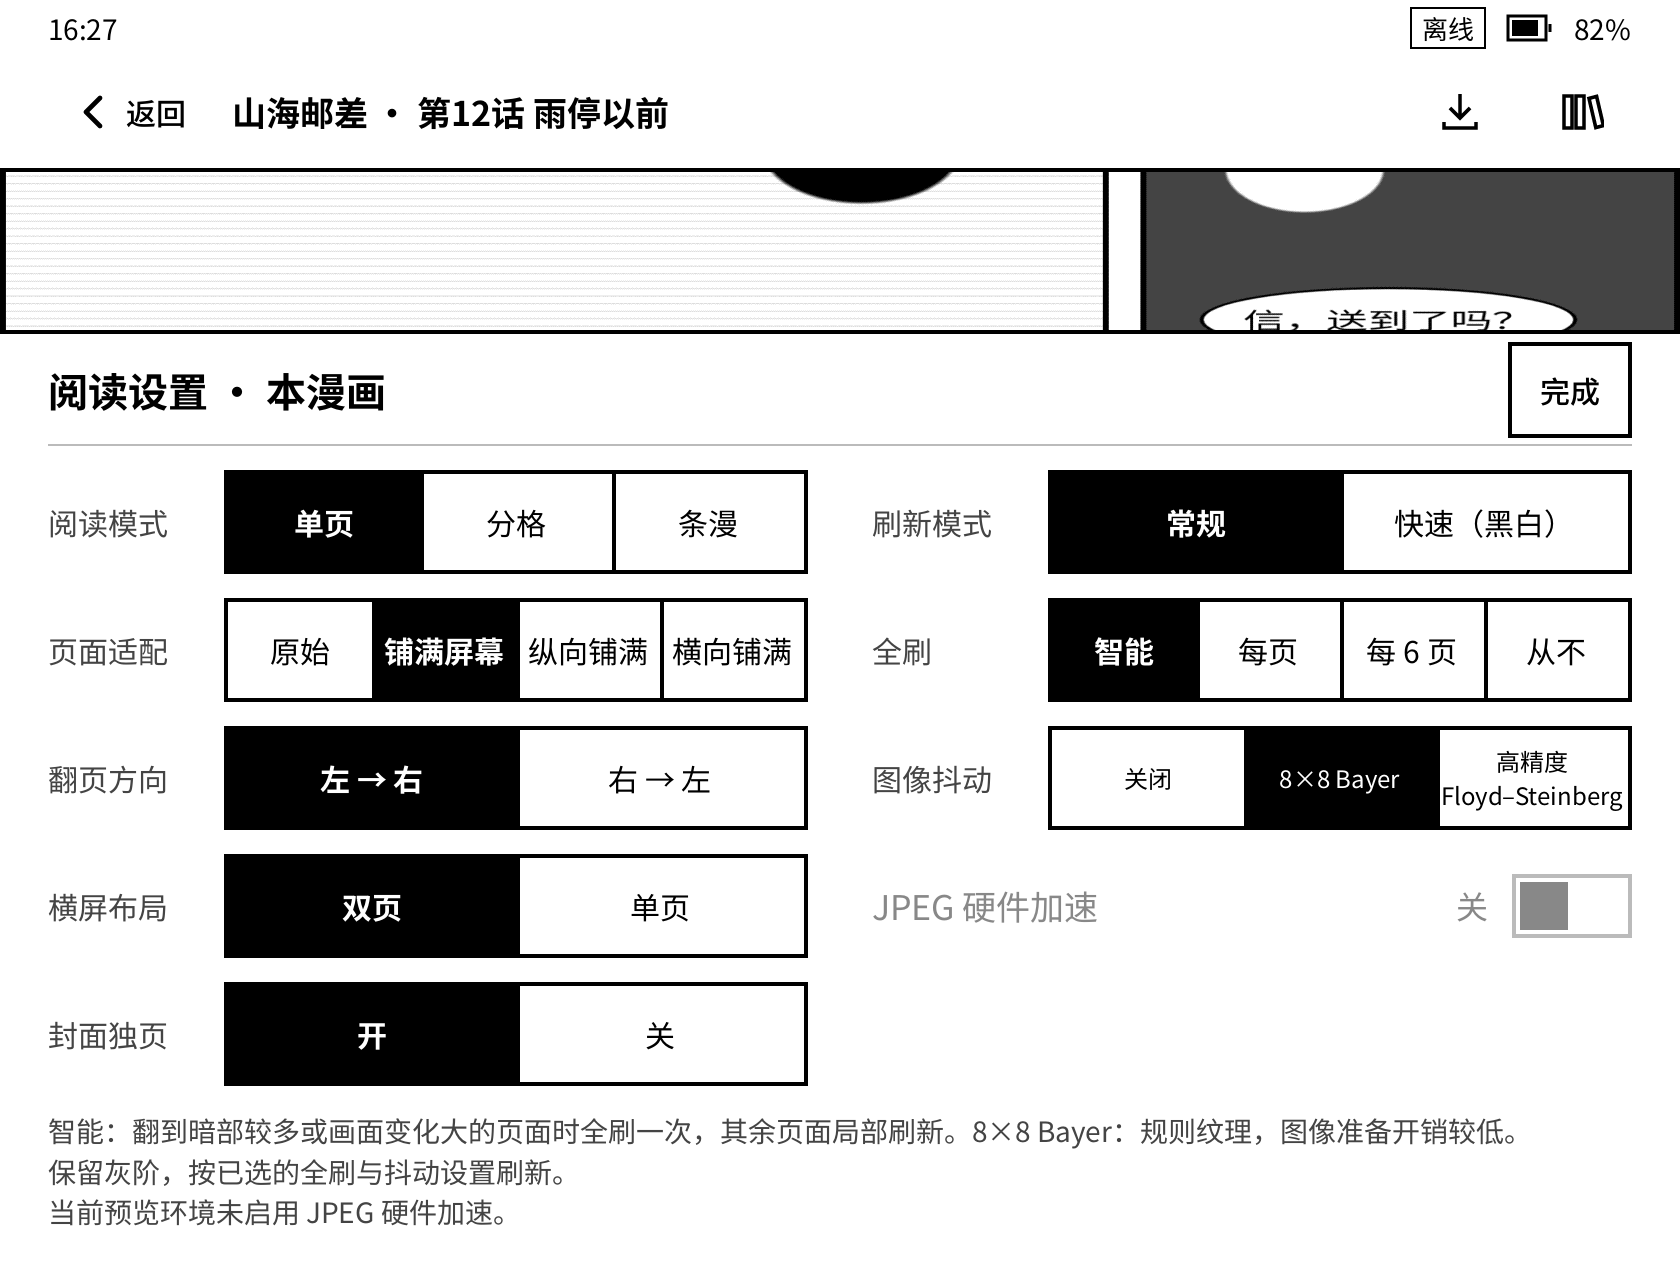 16:27
离线 82%
返回 山海邮差 · 第12话 雨停以前
信，送到了吗？
阅读设置 · 本漫画 完成
阅读模式 单页 分格 条漫 刷新模式 常规 快速（黑白）
页面适配 原始 铺满屏幕 纵向铺满 横向铺满 全刷 智能 每页 每 6 页 从不
翻页方向 左→右 右→左 图像抖动 关闭 8×8 Bayer 高精度
Floyd–Steinberg
横屏布局 双页 单页 JPEG 硬件加速 关
封面独页 开 关
智能：翻到暗部较多或画面变化大的页面时全刷一次，其余页面局部刷新。8×8 Bayer：规则纹理，图像准备开销较低。
保留灰阶，按已选的全刷与抖动设置刷新。
当前预览环境未启用 JPEG 硬件加速。